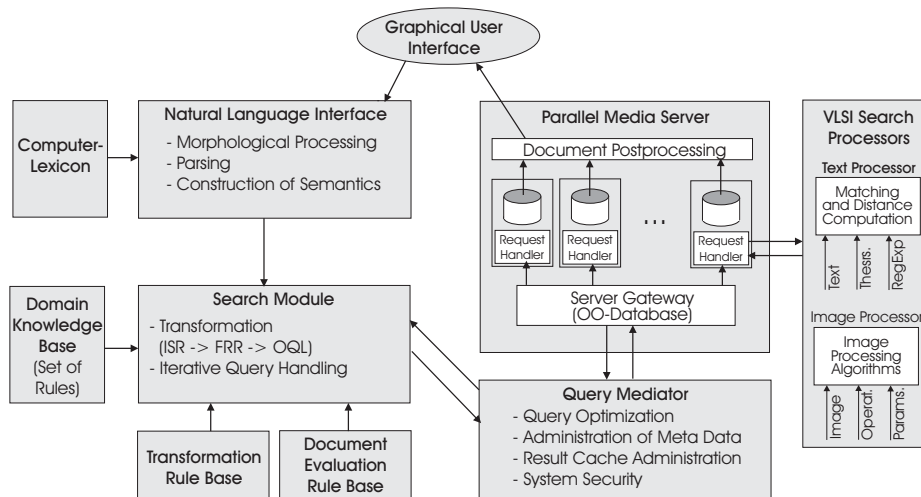 Graphical User
Interface
Computer-
Lexicon
Natural Language Interface
- Morphological Processing
- Parsing
- Construction of Semantics
Parallel Media Server
Document Postprocessing
Request
Handler
Request
Handler
...
Request
Handler
Server Gateway
(OO-Database)
VLSI Search
Processors
Text Processor
Matching
and Distance
Computation
Text
Thesrs.
RegExp
Image Processor
Image
Processing
Algorithms
Image
Operat.
Params.
Domain
Knowledge
Base
(Set of
Rules)
Search Module
- Transformation
(ISR -> FRR -> OQL)
- Iterative Query Handling
Transformation
Rule Base
Document
Evaluation
Rule Base
Query Mediator
- Query Optimization
- Administration of Meta Data
- Result Cache Administration
- System Security